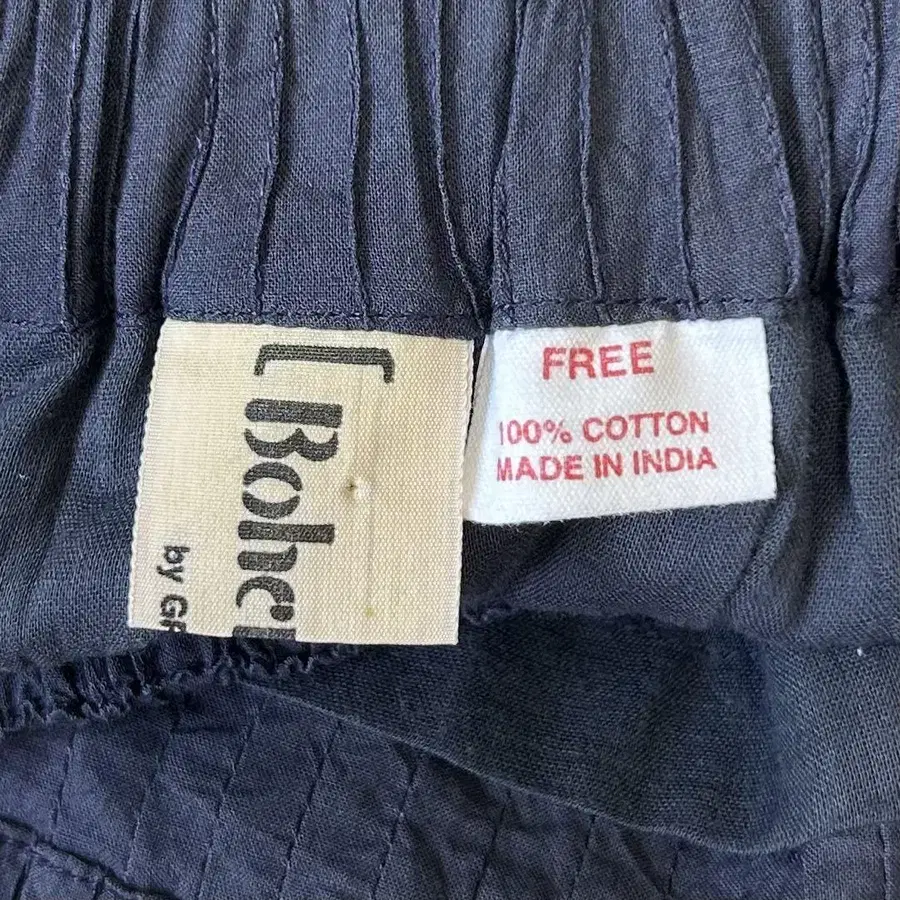 [ Bohe
by G
FREE
100% COTTON
MADE IN INDIA